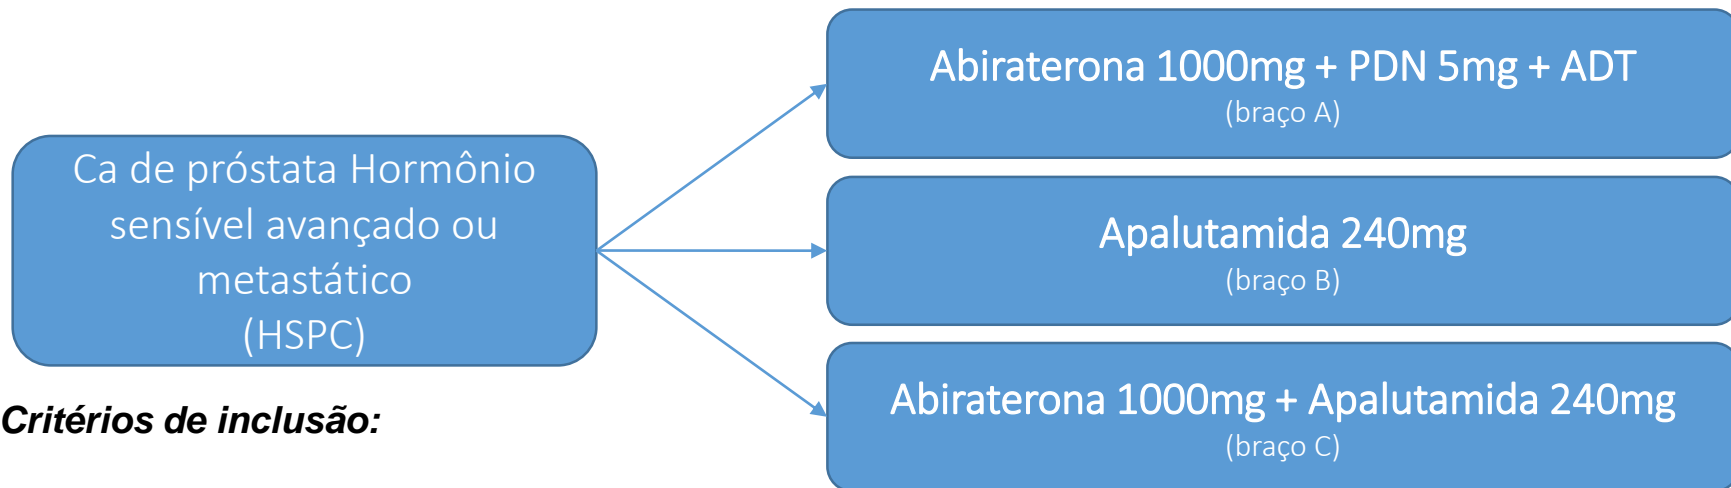 Ca de próstata Hormônio
sensível avançado ou
metastático
(HSPC)
Abiraterona 1000mg + PDN 5mg + ADT
(braço A)
Apalutamida 240mg
(braço B)
Abiraterona 1000mg + Apalutamida 240mg
(braço C)
Critérios de inclusão: